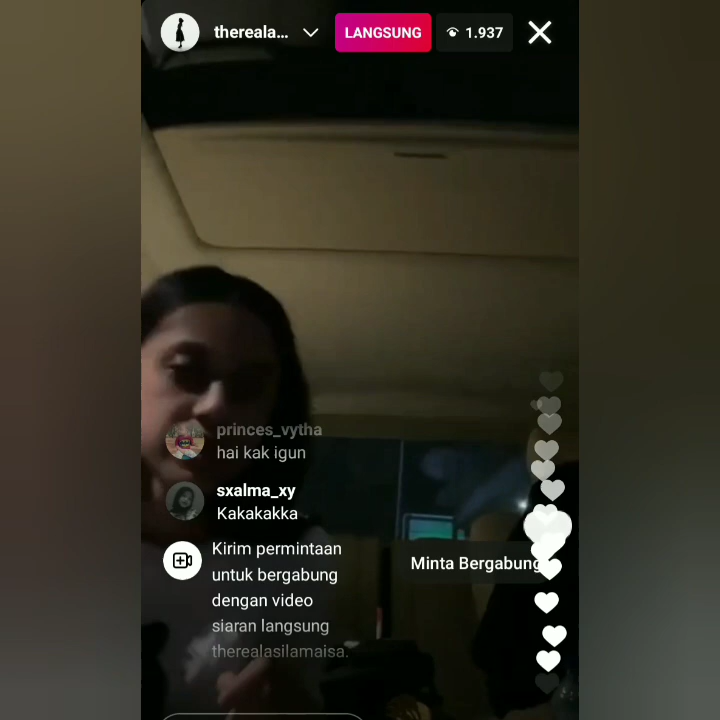 therealа...
LANGSUNG
1.937
princes_vytha
hai kak igun
sxalma_xy
Kakakakka
Kirim permintaan
untuk bergabung
dengan video
siaran langsung
therealasilamaisa.
Minta Bergabung